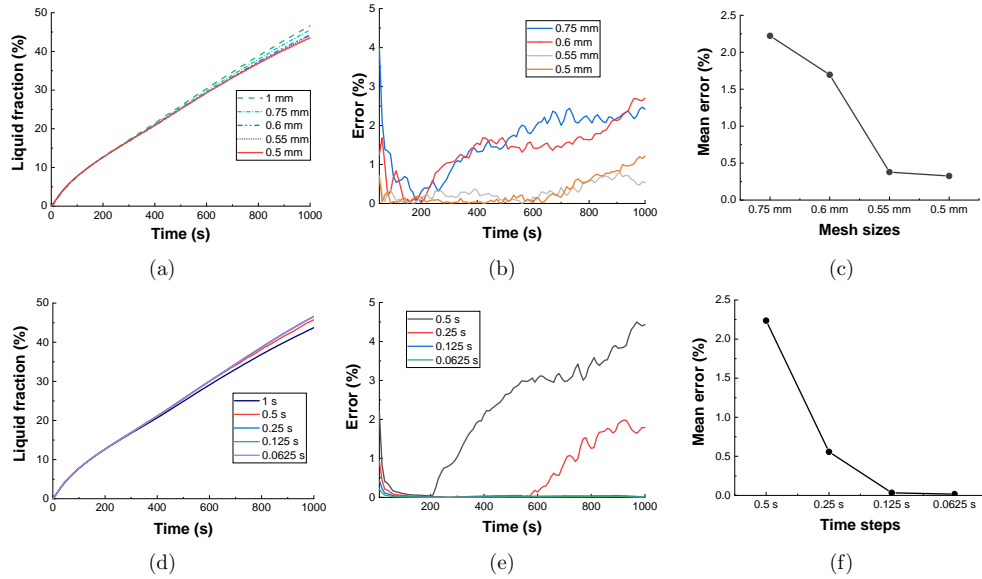 50
40
30
20
10
0
Liquid fraction (%)
1 mm
0.75 mm
0.6 mm
0.55 mm
0.5 mm
0 200 400 600 800 1000
Time (s)
(a)
5
4
3
2
1
0
Error (%)
0.75 mm
0.6 mm
0.55 mm
0.5 mm
200 400 600 800 1000
Time (s)
(b)
2.5
2.0
1.5
1.0
0.5
0.0
Mean error (%)
0.75 mm 0.6 mm 0.55 mm 0.5 mm
Mesh sizes
(c)
50
40
30
20
10
0
Liquid fraction (%)
1 s
0.5 s
0.25 s
0.125 s
0.0625 s
0 200 400 600 800 1000
Time (s)
(d)
5
4
3
2
1
0
Error (%)
0.5 s
0.25 s
0.125 s
0.0625 s
200 400 600 800 1000
Time (s)
(e)
2.5
2.0
1.5
1.0
0.5
0.0
Mean error (%)
0.5 s 0.25 s 0.125 s 0.0625 s
Time steps
(f)